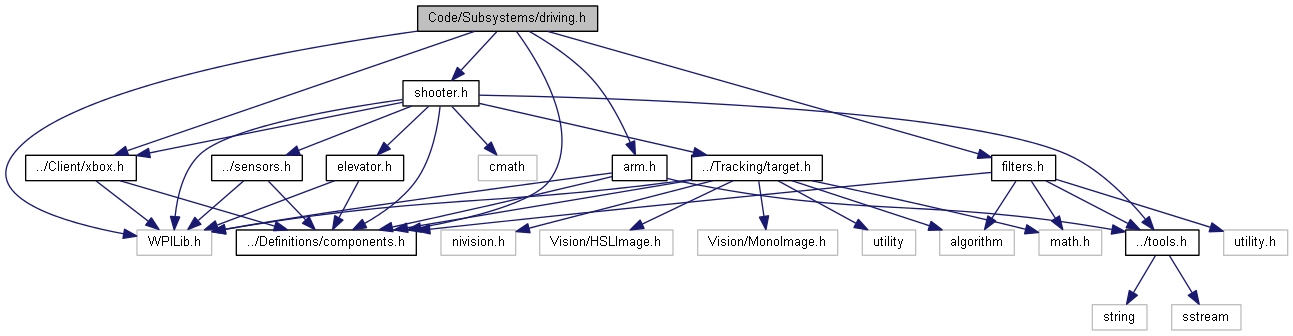 Code/Subsystems/driving.h
shooter.h
../Client/xbox.h
../sensors.h
elevator.h
cmath
arm.h
../Tracking/target.h
filters.h
WPILib.h
../Definitions/components.h
nivision.h
Vision/HSLImage.h
Vision/MonoImage.h
utility
algorithm
math.h
../tools.h
utility.h
string
sstream